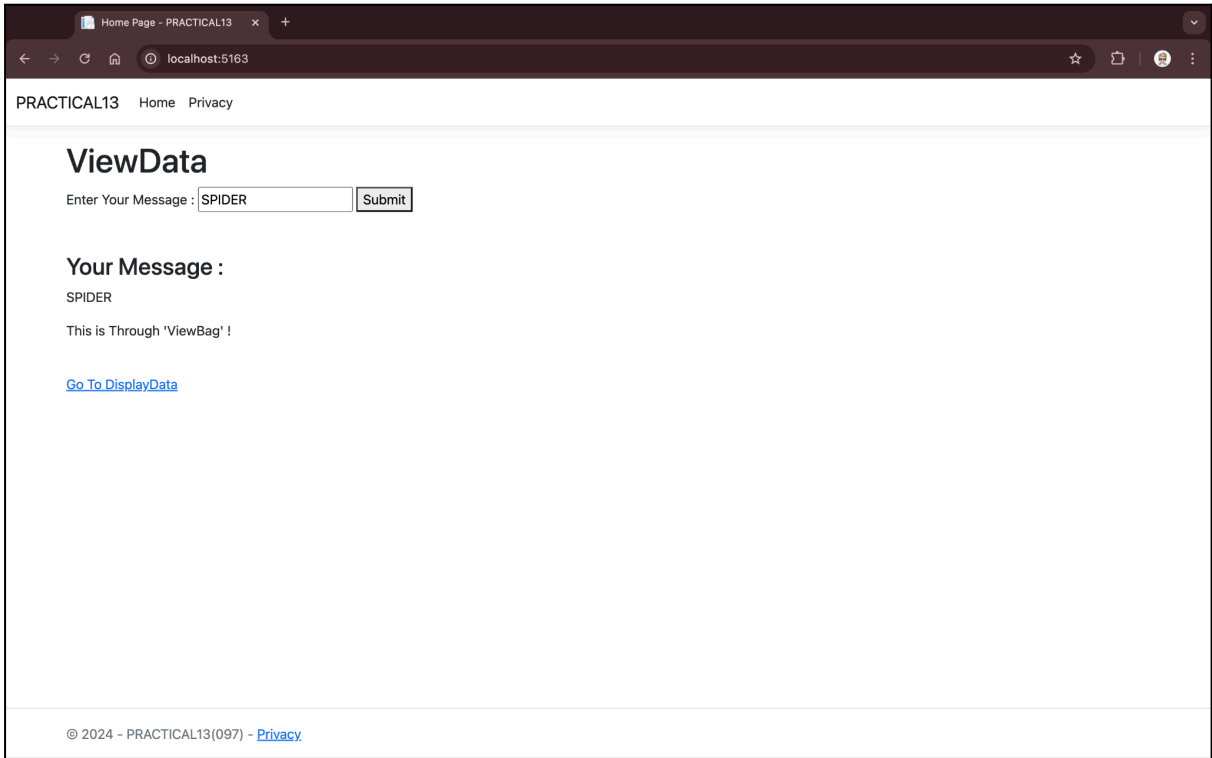 Home Page - PRACTICAL13
localhost:5163
PRACTICAL13 Home Privacy
ViewData
Enter Your Message : SPIDER Submit
Your Message :
SPIDER
This is Through 'ViewBag' !
Go To DisplayData
© 2024 - PRACTICAL13(097) - Privacy